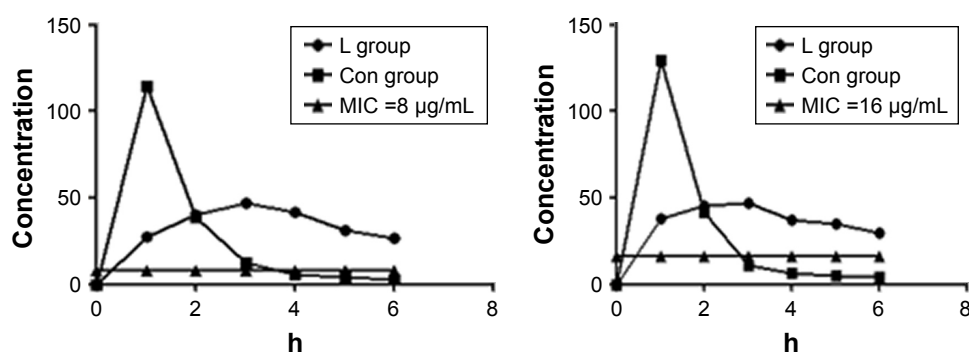 150
100
50
0
0
2
4
6
8
Concentration
h
L group
Con group
MIC =8 µg/mL
150
100
50
0
0
2
4
6
8
Concentration
h
L group
Con group
MIC =16 µg/mL